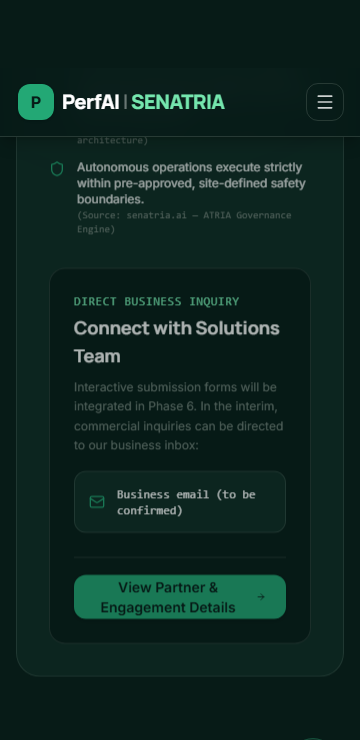 P PerfAI | SENATRIA
architecture)
Autonomous operations execute strictly
within pre-approved, site-defined safety
boundaries.
(Source: senatria.ai — ATRIA Governance
Engine)
DIRECT BUSINESS INQUIRY
Connect with Solutions
Team
Interactive submission forms will be
integrated in Phase 6. In the interim,
commercial inquiries can be directed
to our business inbox:
Business email (to be
confirmed)
View Partner &
Engagement Details →